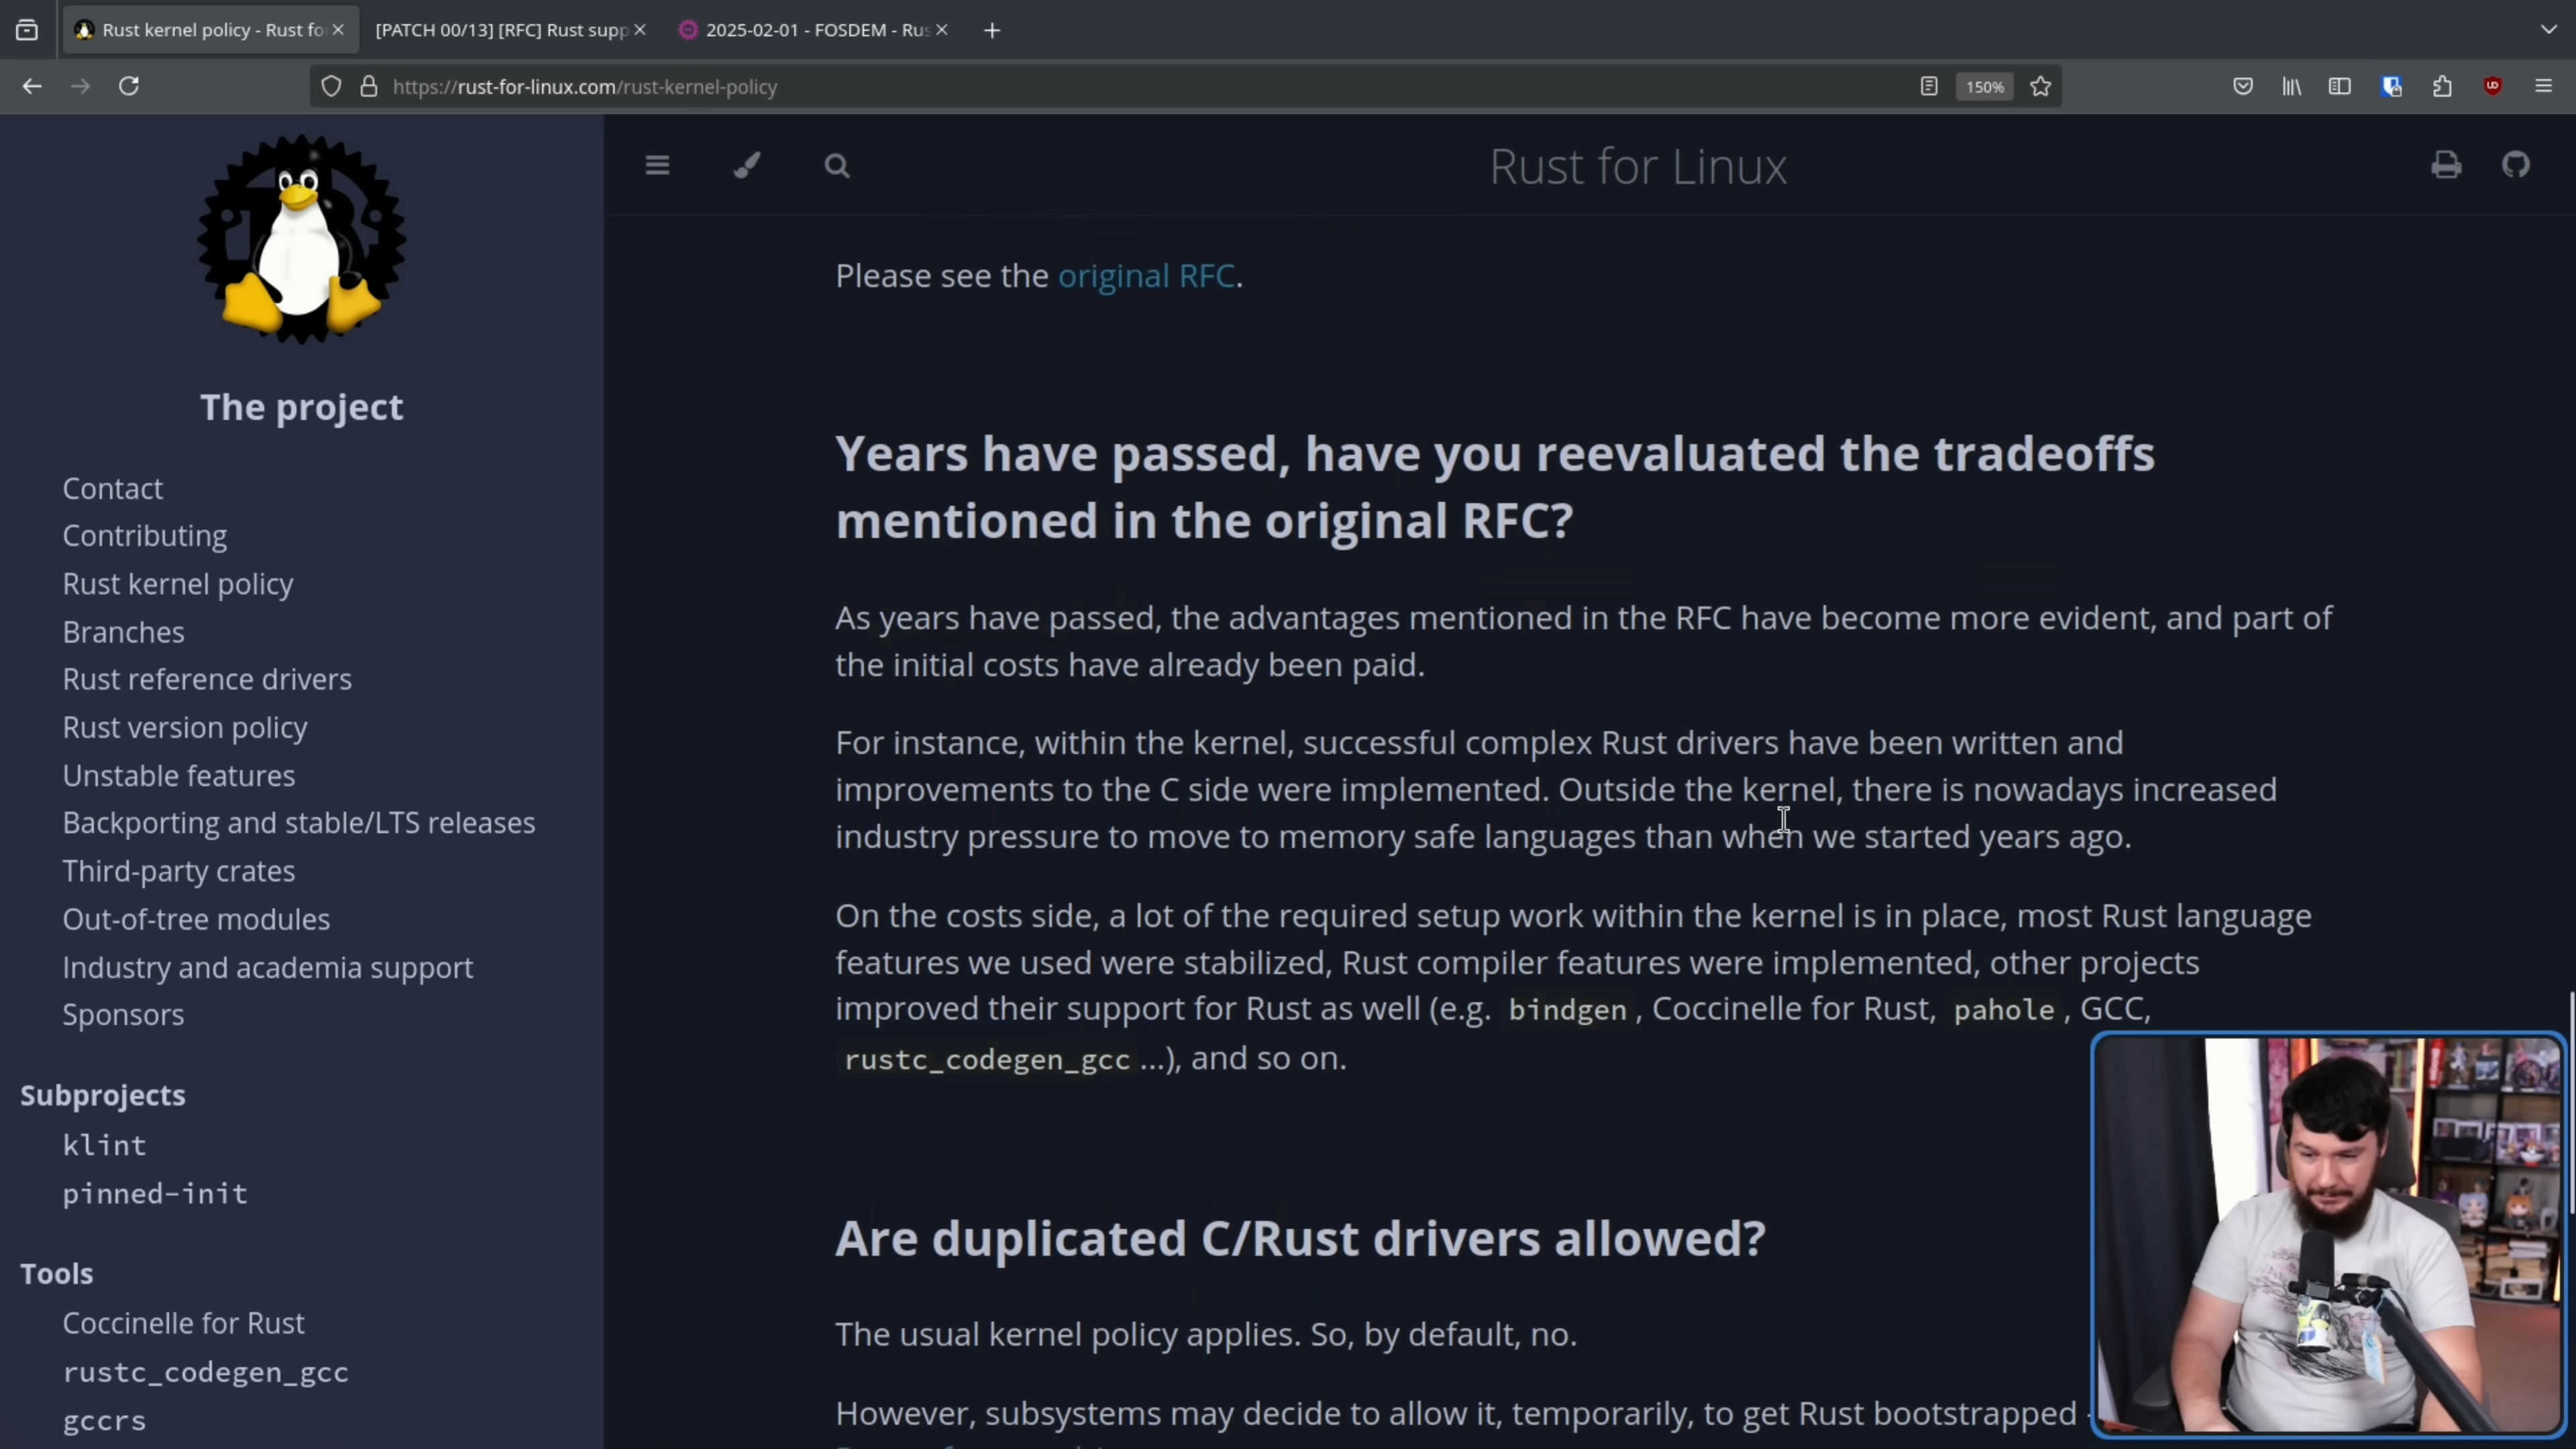 Rust kernel policy - Rust fo
[PATCH 00/13] [RFC] Rust supp
2025-02-01 - FOSDEM - Rus
https://rust-for-linux.com/rust-kernel-policy
150%
The project
Contact
Contributing
Rust kernel policy
Branches
Rust reference drivers
Rust version policy
Unstable features
Backporting and stable/LTS releases
Third-party crates
Out-of-tree modules
Industry and academia support
Sponsors
Subprojects
klint
pinned-init
Tools
Coccinelle for Rust
rustc_codegen_gcc
gccrs
Rust for Linux
Please see the original RFC.
Years have passed, have you reevaluated the tradeoffs
mentioned in the original RFC?
As years have passed, the advantages mentioned in the RFC have become more evident, and part of
the initial costs have already been paid.
For instance, within the kernel, successful complex Rust drivers have been written and
improvements to the C side were implemented. Outside the kernel, there is nowadays increased
industry pressure to move to memory safe languages than when we started years ago.
On the costs side, a lot of the required setup work within the kernel is in place, most Rust language
features we used were stabilized, Rust compiler features were implemented, other projects
improved their support for Rust as well (e.g. bindgen, Coccinelle for Rust, pahole, GCC,
rustc_codegen_gcc...), and so on.
Are duplicated C/Rust drivers allowed?
The usual kernel policy applies. So, by default, no.
However, subsystems may decide to allow it, temporarily, to get Rust bootstrapped